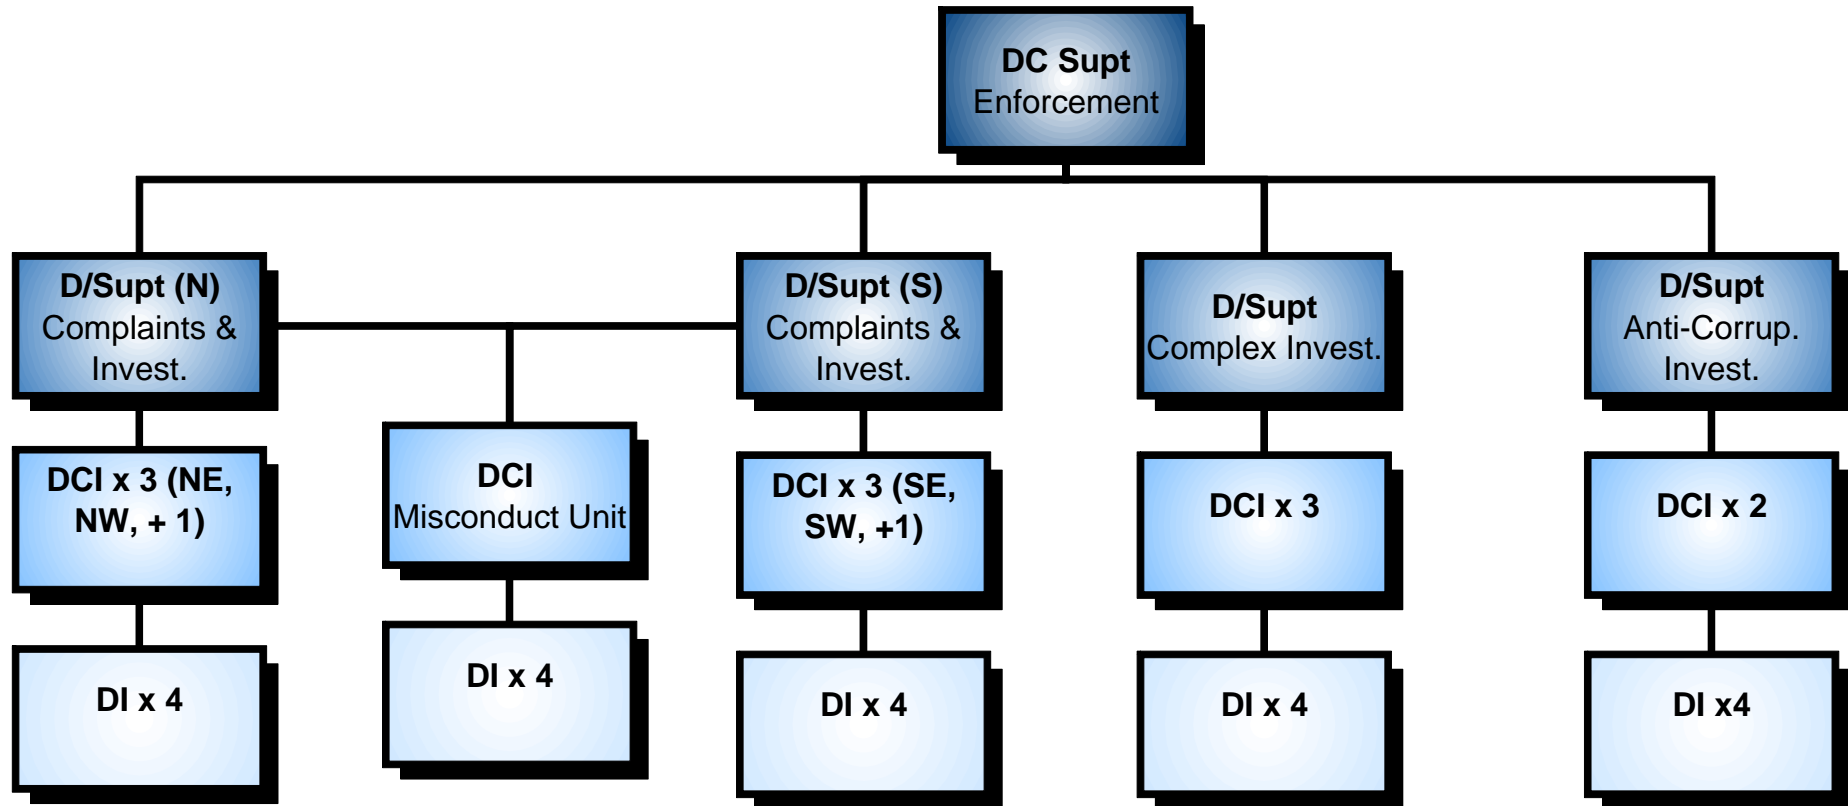 DC Supt
Enforcement
D/Supt (N)
Complaints &
Invest.
D/Supt (S)
Complaints &
Invest.
D/Supt
Complex Invest.
D/Supt
Anti-Corrup.
Invest.
DCI x 3 (NE,
NW, + 1)
DCI
Misconduct Unit
DCI x 3 (SE,
SW, +1)
DCI x 3
DCI x 2
DI x 4
DI x 4
DI x 4
DI x 4
DI x4